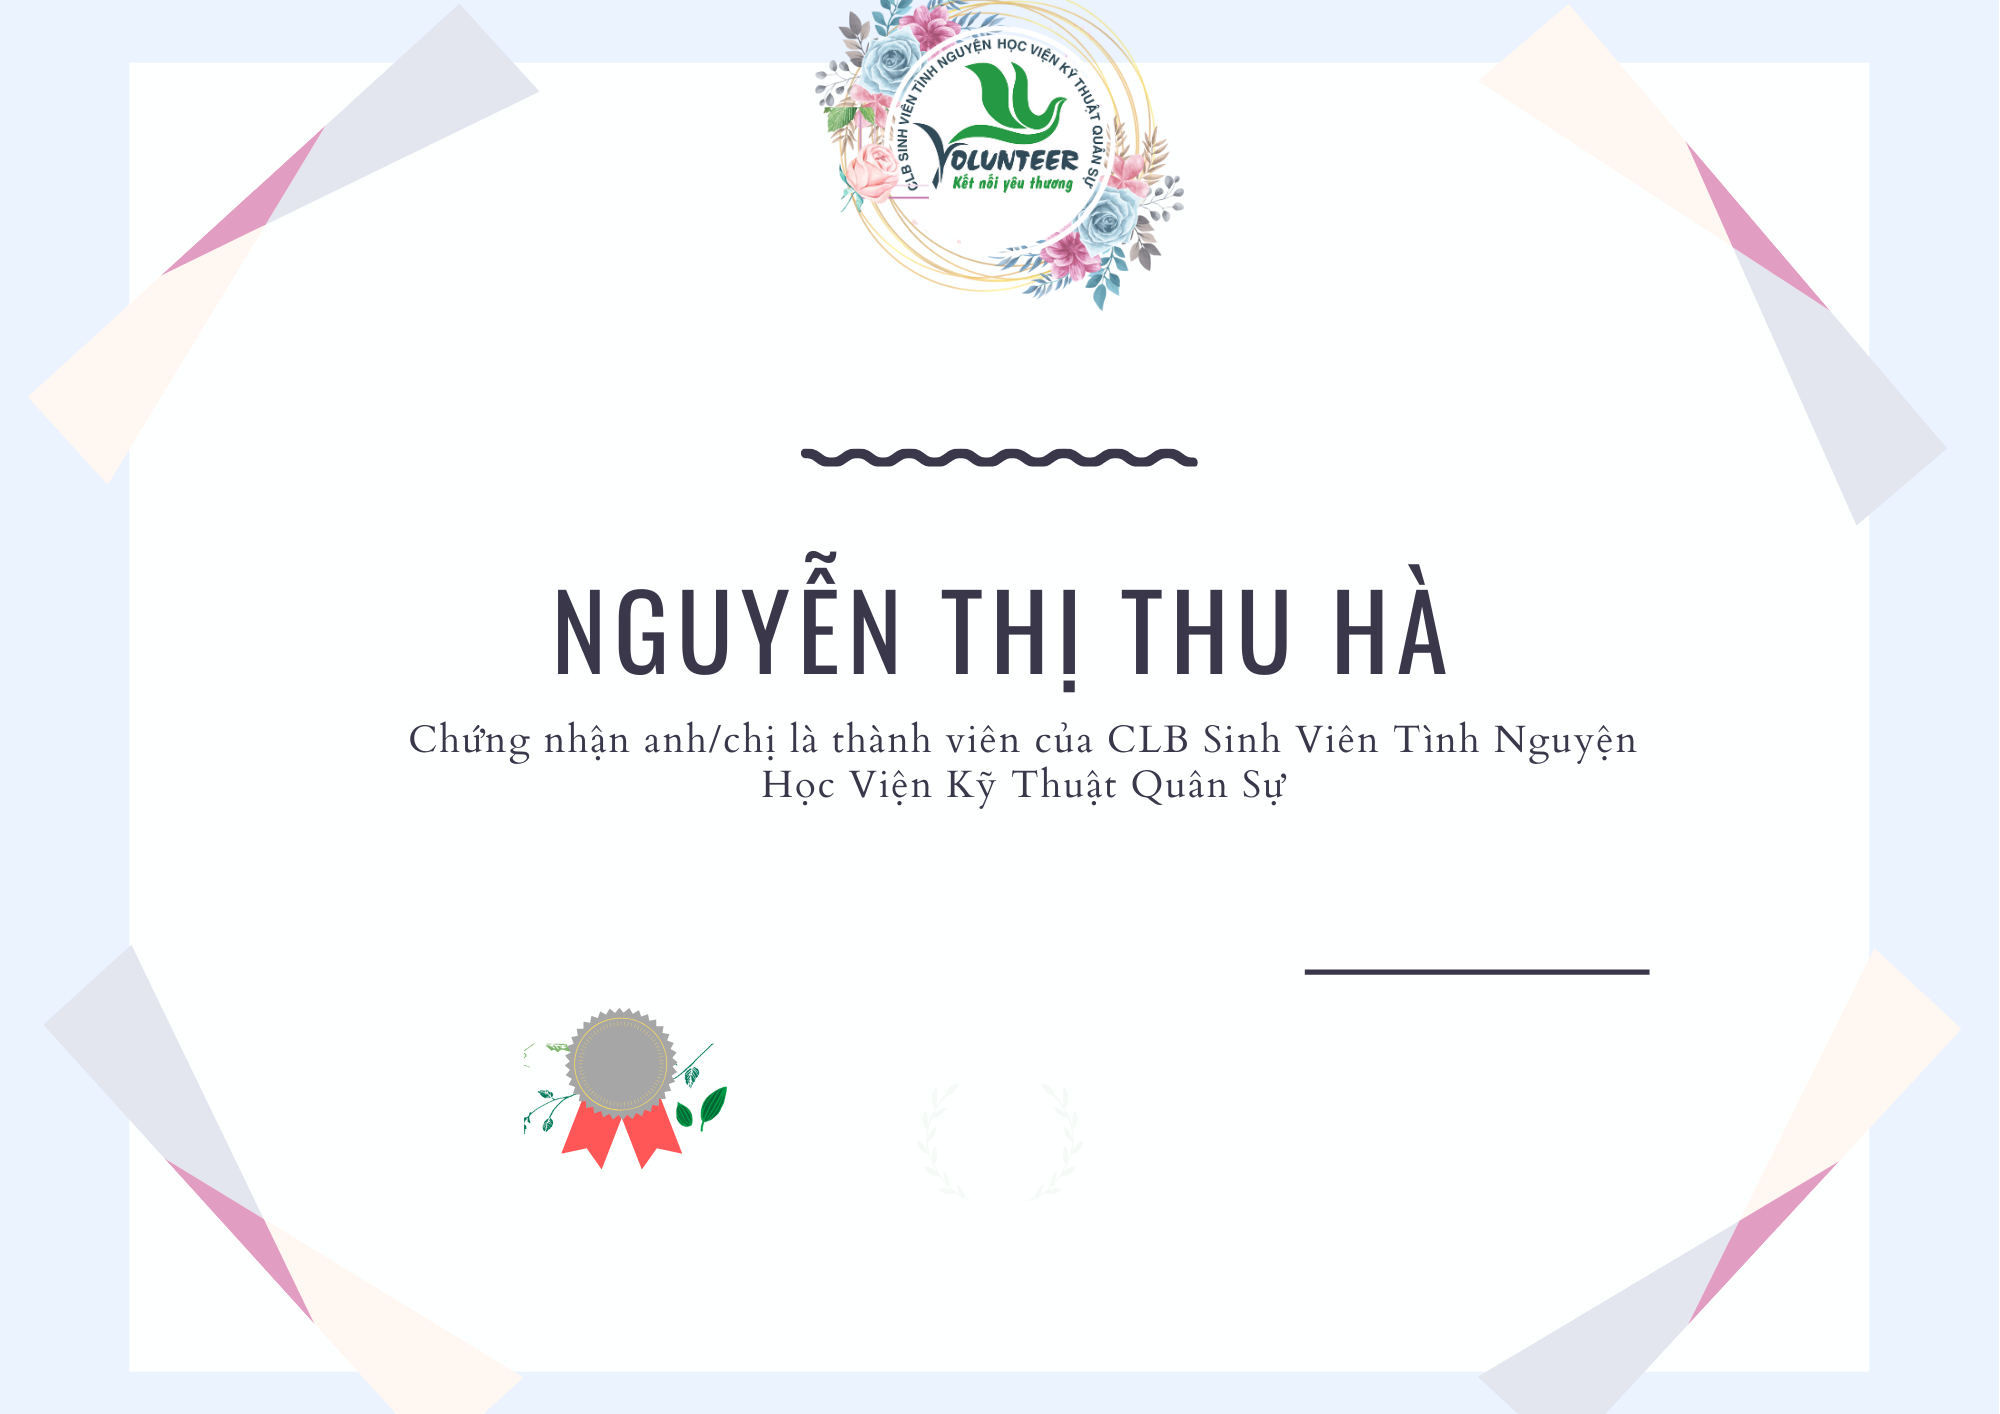 CLB SINH VIÊN TÌNH NGUYỆN HỌC VIỆN KỸ THUẬT QUÂN SỰ
VOLUNTEER
Kết nối yêu thương
NGUYỄN THỊ THU HÀ
Chứng nhận anh/chị là thành viên của CLB Sinh Viên Tình Nguyện
Học Viện Kỹ Thuật Quân Sự